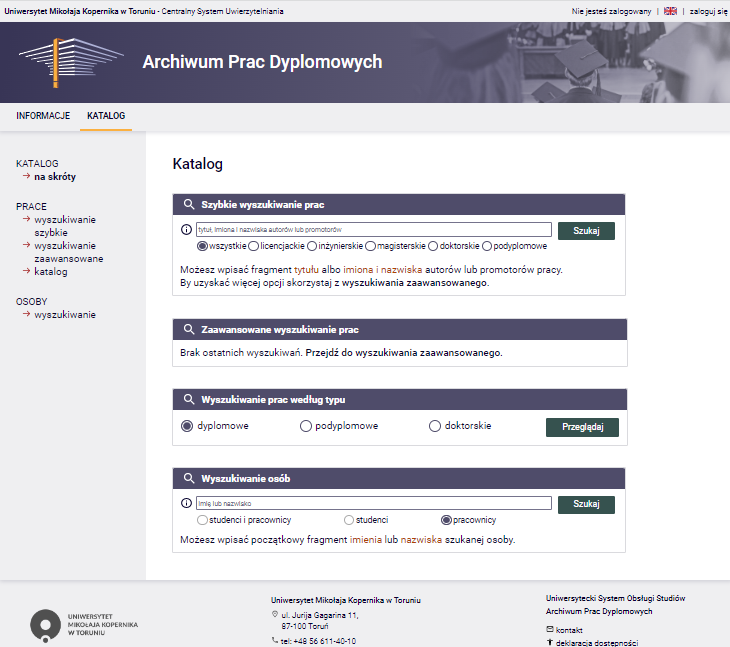 Uniwersytet Mikołaja Kopernika w Toruniu - Centralny System Uwierzytelniania
Nie jesteś zalogowany | | zaloguj się
Archiwum Prac Dyplomowych
INFORMACJE KATALOG
KATALOG
na skróty
PRACE
wyszukiwanie
szybkie
wyszukiwanie
zaawansowane
katalog
OSOBY
wyszukiwanie
Katalog
Szybkie wyszukiwanie prac
tytuł, imiona i nazwiska autorów lub promotorów
Szukaj
wszystkie licencjackie inżynierskie magisterskie doktorskie podyplomowe
Możesz wpisać fragment tytułu albo imiona i nazwiska autorów lub promotorów pracy.
By uzyskać więcej opcji skorzystaj z wyszukiwania zaawansowanego.
Zaawansowane wyszukiwanie prac
Brak ostatnich wyszukiwań. Przejdź do wyszukiwania zaawansowanego.
Wyszukiwanie prac według typu
dyplomowe podyplomowe doktorskie Przeglądaj
Wyszukiwanie osób
imię lub nazwisko
Szukaj
studenci i pracownicy studenci pracownicy
Możesz wpisać początkowy fragment imienia lub nazwiska szukanej osoby.
UNIWERSYTET
MIKOŁAJA KOPERNIKA
W TORUNIU
Uniwersytet Mikołaja Kopernika w Toruniu
ul. Jurija Gagarina 11,
87-100 Toruń
tel: +48 56 611-40-10
Uniwersytecki System Obsługi Studiów
Archiwum Prac Dyplomowych
kontakt
deklaracja dostępności